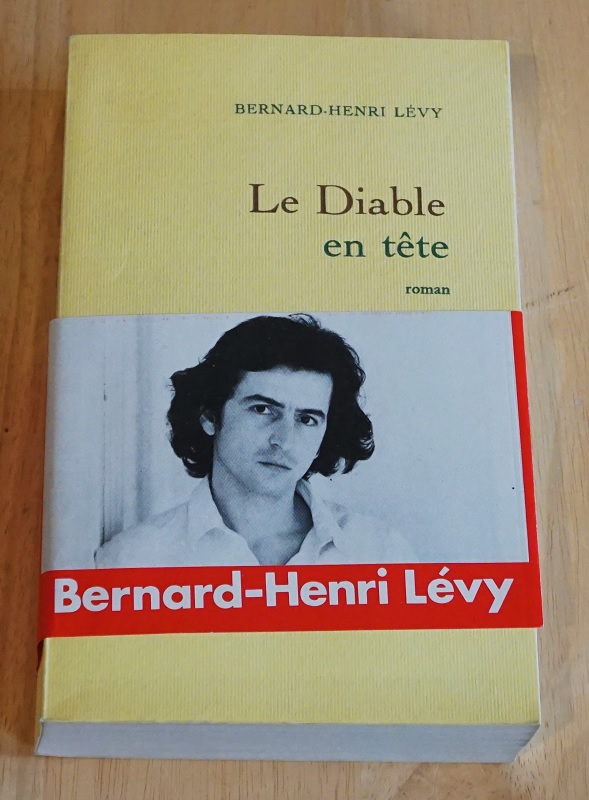 BERNARD-HENRI LÉVY
Le Diable
en tête
roman
Bernard-Henri Lévy